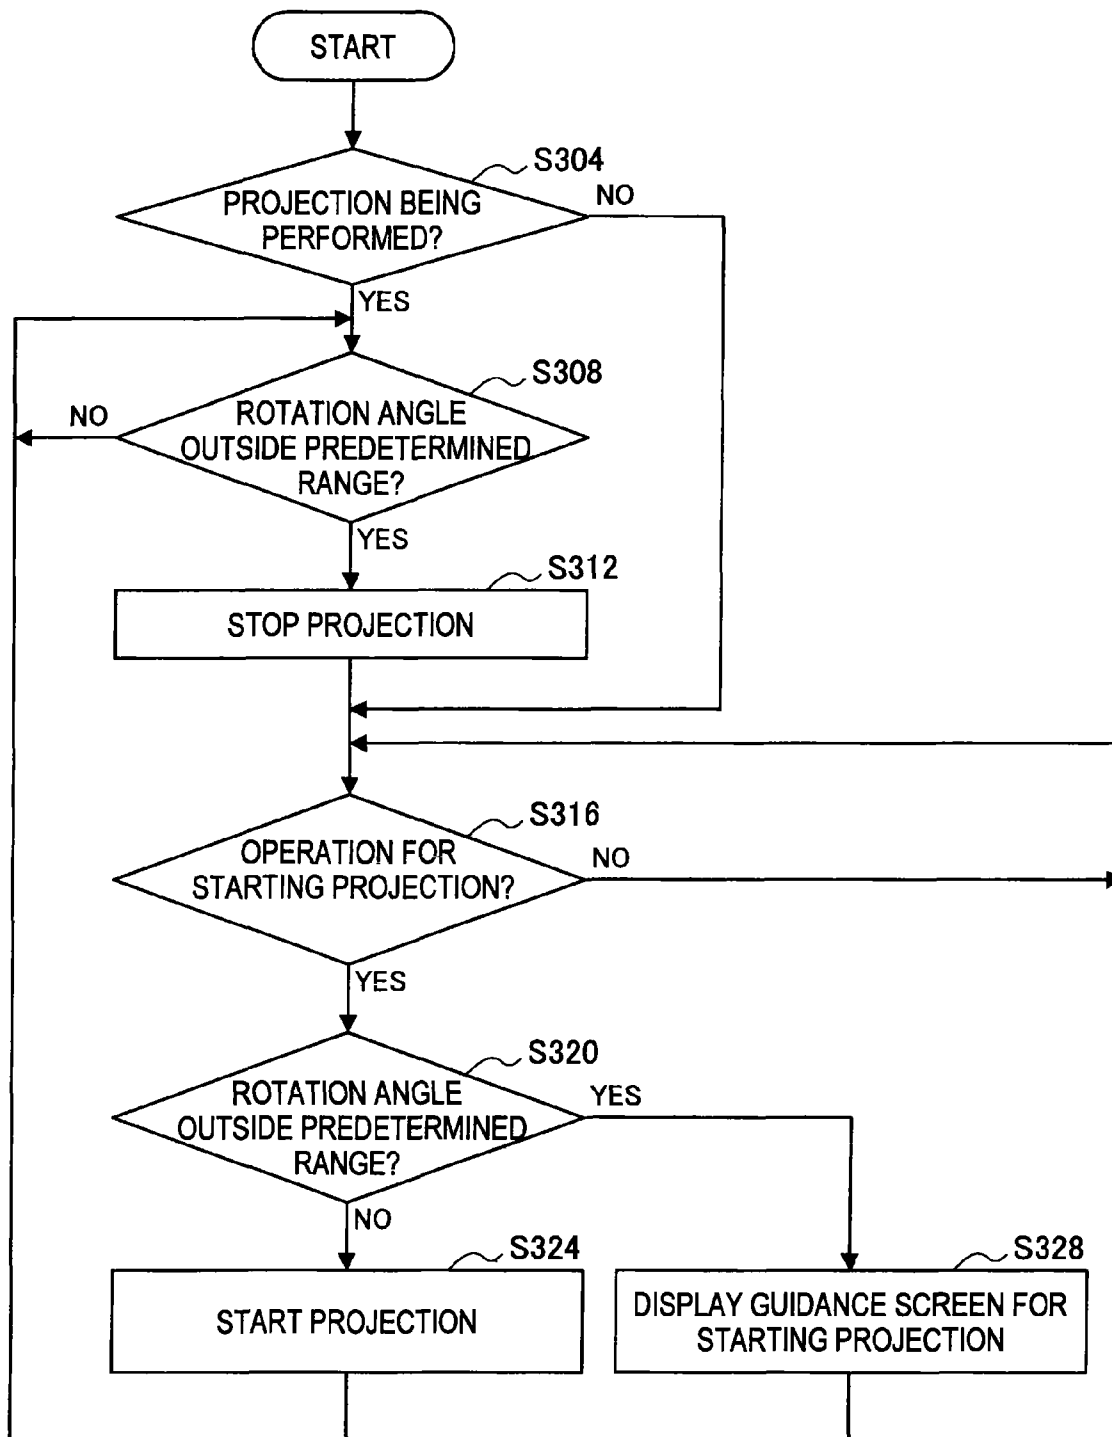 START
S304
PROJECTION BEING
PERFORMED?
NO
YES
S308
NO
ROTATION ANGLE
OUTSIDE PREDETERMINED
RANGE?
YES
S312
STOP PROJECTION
S316
OPERATION FOR
STARTING PROJECTION?
NO
YES
S320
ROTATION ANGLE
OUTSIDE PREDETERMINED
RANGE?
YES
NO
S324
START PROJECTION
S328
DISPLAY GUIDANCE SCREEN FOR
STARTING PROJECTION